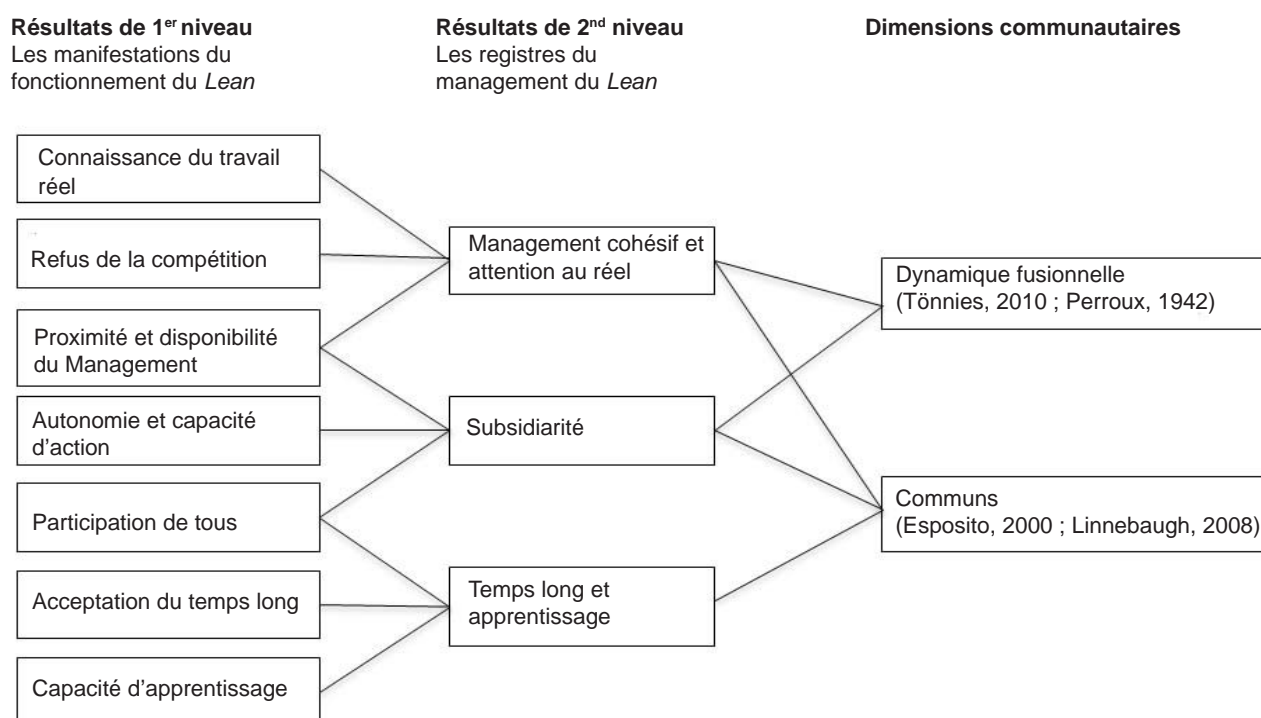 Résultats de 1er niveau
Les manifestations du
fonctionnement du Lean
Résultats de 2nd niveau
Les registres du
management du Lean
Dimensions communautaires
Connaissance du travail
réel
Refus de la compétition
Proximité et disponibilité
du Management
Autonomie et capacité
d'action
Participation de tous
Acceptation du temps long
Capacité d'apprentissage
Management cohésif et
attention au réel
Subsidiarité
Temps long et
apprentissage
Dynamique fusionnelle
(Tönnies, 2010 ; Perroux, 1942)
Communs
(Esposito, 2000 ; Linnebaugh, 2008)